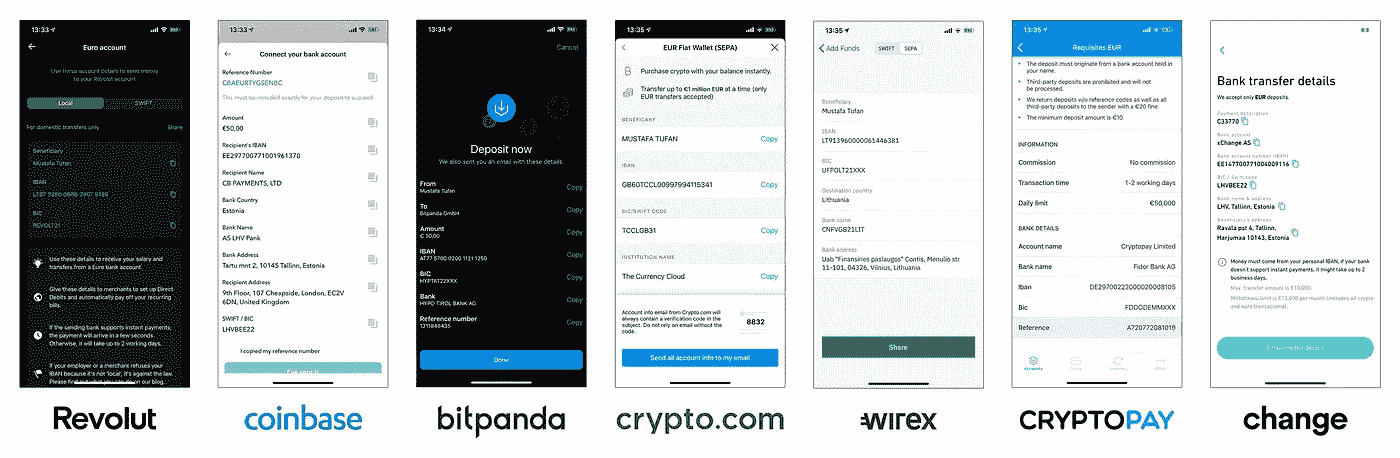 13:33
Euro account
Use these account details to send money
to your Revolut account
Local
SWIFT
For domestic transfers only
Share
Beneficiary
Mustafa Tufan
IBAN
BIC
REVOLT21
Use these details to receive your salary and
transfers from a Euro bank account.
Give these details to merchants to set up Direct
Debits and automatically pay off your recurring
bills.
If the sending bank supports instant payments,
the payment will arrive in a few seconds.
Otherwise, it will take up to 2 working days.
If your employer or a merchant refuses your
IBAN because it's not 'local', it's against the law.
Please find out what you can do on our blog.
Revolut
13:33
Connect your bank account
Reference Number
CBAEURTYGSENBC
This must be included exactly for your deposit to succeed
Amount
€50,00
Recipient's IBAN
EE297700771001961370
Recipient Name
CB PAYMENTS, LTD
Bank Country
Estonia
Bank Name
AS LHV Pank
Bank Address
Tartu mnt 2, 10145 Tallinn, Estonia
Recipient Address
9th Floor, 107 Cheapside, London, EC2V
6DN, United Kingdom
SWIFT / BIC
LHVBEE22
I copied my reference number
coinbase
13:34
Cancel
Deposit now
We also sent you an email with these details.
From
Mustafa Tufan
Copy
To
Bitpanda GmbH
Copy
Amount
€ 50,00
Copy
IBAN
AT77 5700 0200 1121 1250
Copy
BIC
HYPTAT22XXX
Copy
Bank
HYPO TIROL BANK AG
Copy
Reference number
1311846435
Copy
Done
bitpanda
13:35
EUR Fiat Wallet (SEPA)
Purchase crypto with your balance instantly.
Transfer up to €1 million EUR at a time (only
EUR transfers accepted)
BENEFICIARY
MUSTAFA TUFAN
Copy
IBAN
GB60TCCL00997994115341
Copy
BIC/SWIFT CODE
TCCLGB31
Copy
INSTITUTION NAME
The Currency Cloud
Copy
Account info email from Crypto.com will
always contain a verification code in the
subject. Do not rely on email without the
code.
8832
Send all account info to my email
crypto.com
13:35
Add Funds
SWIFT
SEPA
Beneficiary
Mustafa Tufan
IBAN
LT913960000061446381
BIC
UFPOLT21XXX
Destination country
Lithuania
Bank name
CNFVGB21LIT
Bank address
Uab "Finansines paslaugos" Contis, Menulio str
11-101, 04326, Vilnius, Lithuania
Share
wirex
13:35
Requisites EUR
The deposit must originate from a bank account held in
your name.
Third-party deposits are prohibited and will not
be processed.
We return deposits w/o reference codes as well as all
third-party deposits to the sender with a €20 fine.
The minimum deposit amount is €10.
INFORMATION
Commission
No commission
Transaction time
1-2 working days
Daily limit
€50,000
BANK DETAILS
Account name
Cryptopay Limited
Bank name
Fidor Bank AG
Iban
DE29700222000020008105
Bic
FDDODEMMXXX
Reference
A720772081019
Accounts
CRYPTOPAY
Bank transfer details
We accept only EUR deposits.
Payment description
C33770
Bank account
xChange AS
Bank account number (IBAN)
EE147700771004009116
BIC / Swift code
LHVBEE22
Bank name & address
LHV, Tallinn, Estonia
Beneficiary's address
Ravala pst 4, Tallinn,
Harjumaa 10143, Estonia
Money must come from your personal IBAN, if your bank
doesn't support instant payments, it might take up to 2
business days.
Max. transfer amount is €10,000.
Withdrawal limit is €15,000 per month (includes all crypto
and euro transactions).
change